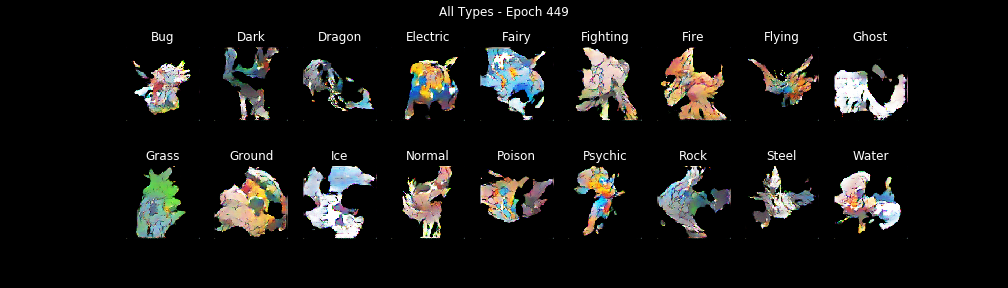 All Types - Epoch 449
Bug Dark Dragon Electric Fairy Fighting Fire Flying Ghost
Grass Ground Ice Normal Poison Psychic Rock Steel Water